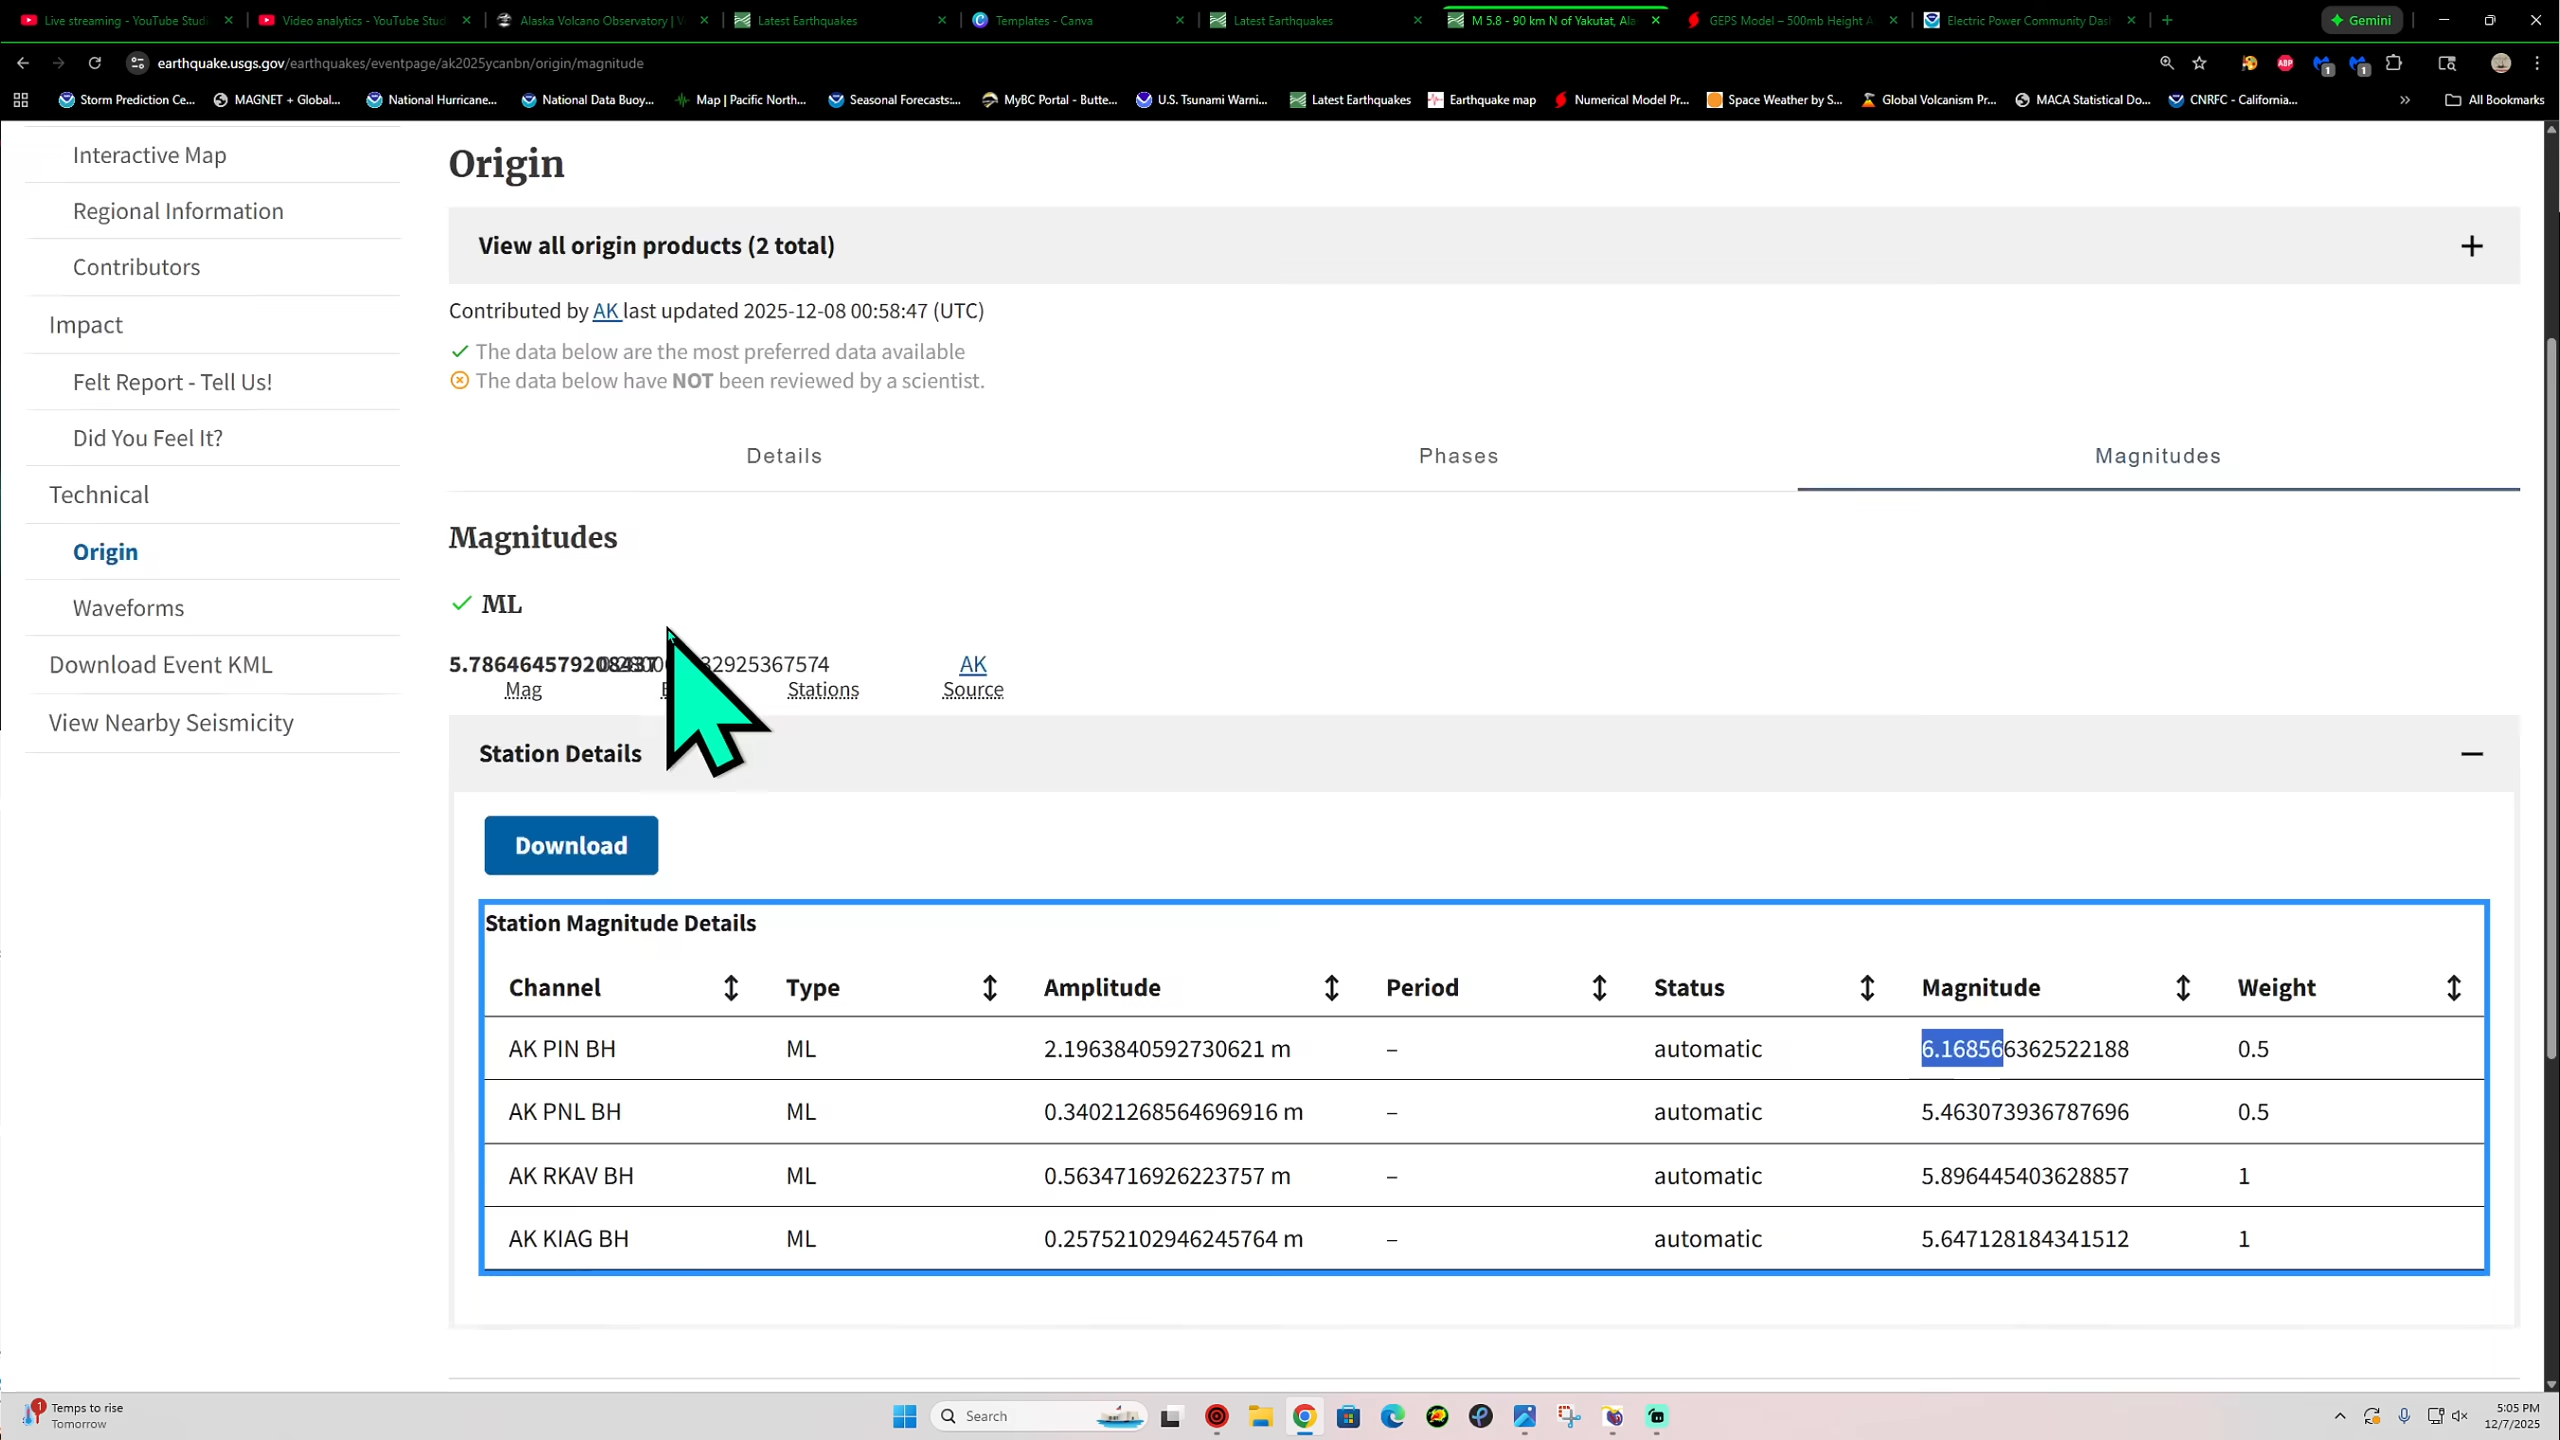 Live streaming - YouTube Studi
Video analytics - YouTube Stud
Alaska Volcano Observatory | V
Latest Earthquakes
Templates - Canva
Latest Earthquakes
M 5.8 - 90 km N of Yakutat, Ala
GEPS Model – 500mb Height A
Electric Power Community Das
Gemini
earthquake.usgs.gov/earthquakes/eventpage/ak2025ycanbn/origin/magnitude
Storm Prediction Ce...
MAGNET + Global...
National Hurricane...
National Data Buoy...
Map | Pacific North...
Seasonal Forecasts:...
MyBC Portal - Butte...
U.S. Tsunami Warni...
Latest Earthquakes
Earthquake map
Numerical Model Pr...
Space Weather by S...
Global Volcanism Pr...
MACA Statistical Do...
CNRFC - California...
All Bookmarks
Interactive Map
Regional Information
Contributors
Impact
Felt Report - Tell Us!
Did You Feel It?
Technical
Origin
Waveforms
Download Event KML
View Nearby Seismicity
Origin
View all origin products (2 total)
Contributed by AK last updated 2025-12-08 00:58:47 (UTC)
The data below are the most preferred data available
The data below have NOT been reviewed by a scientist.
Details Phases Magnitudes
Magnitudes
ML
AK
Mag Stations Source
Station Details
Download
Station Magnitude Details
Channel Type Amplitude Period Status Magnitude Weight
AK PIN BH ML 2.1963840592730621 m – automatic 6.168566362522188 0.5
AK PNL BH ML 0.34021268564696916 m – automatic 5.463073936787696 0.5
AK RKAV BH ML 0.5634716926223757 m – automatic 5.896445403628857 1
AK KIAG BH ML 0.25752102946245764 m – automatic 5.647128184341512 1
1
Temps to rise
Tomorrow
Search
5:05 PM
12/7/2025